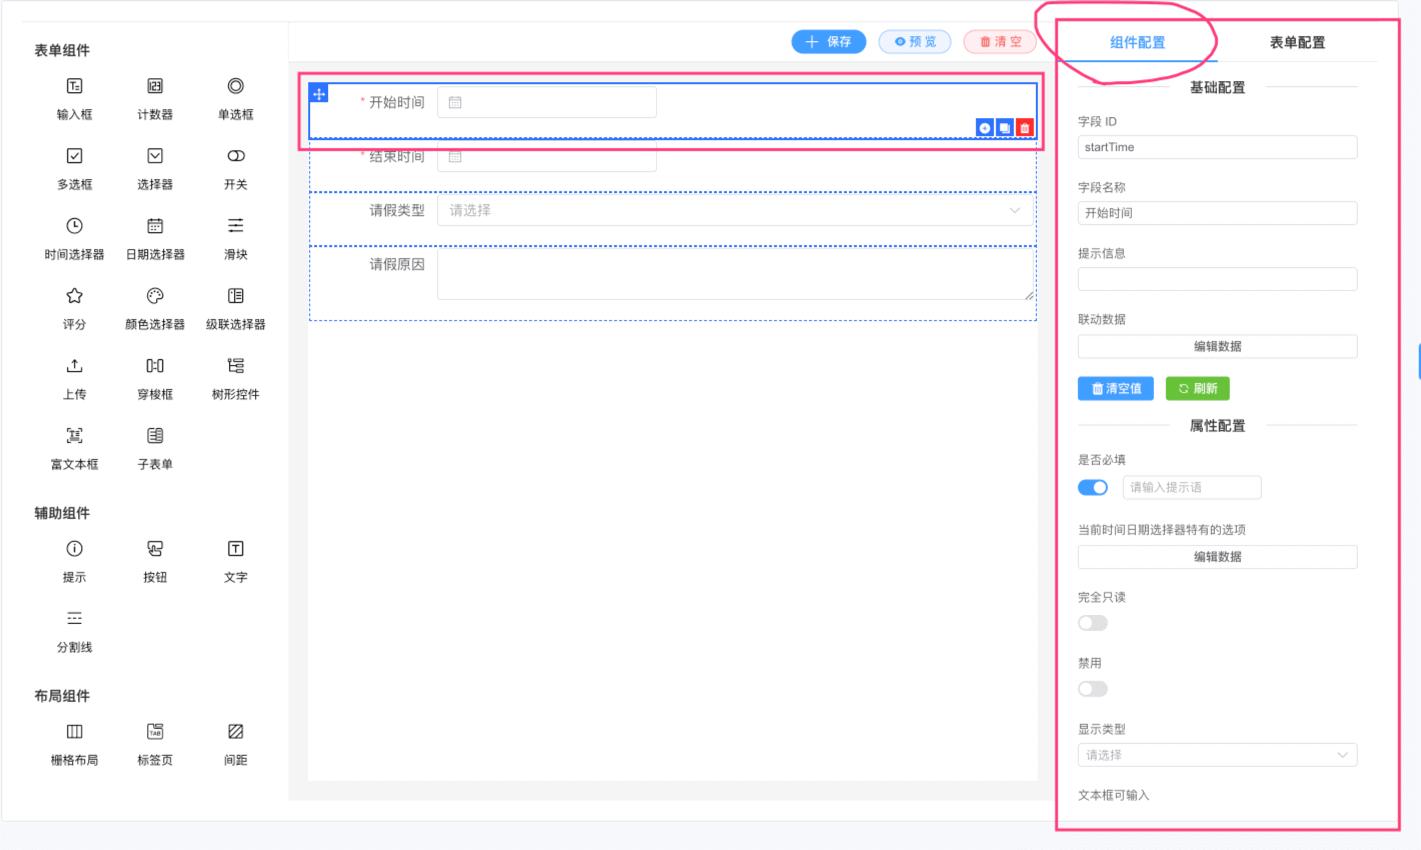 表单组件
输入框 计数器 单选框
多选框 选择器 开关
时间选择器 日期选择器 滑块
评分 颜色选择器 级联选择器
上传 穿梭框 树形控件
富文本框 子表单
辅助组件
提示 按钮 文字
分割线
布局组件
栅格布局 标签页 间距
保存 预览 清空
* 开始时间
* 结束时间
请假类型 请选择
请假原因
组件配置 表单配置
基础配置
字段 ID
startTime
字段名称
开始时间
提示信息
联动数据
编辑数据
清空值 刷新
属性配置
是否必填
请输入提示语
当前时间日期选择器特有的选项
编辑数据
完全只读
禁用
显示类型
请选择
文本框可输入